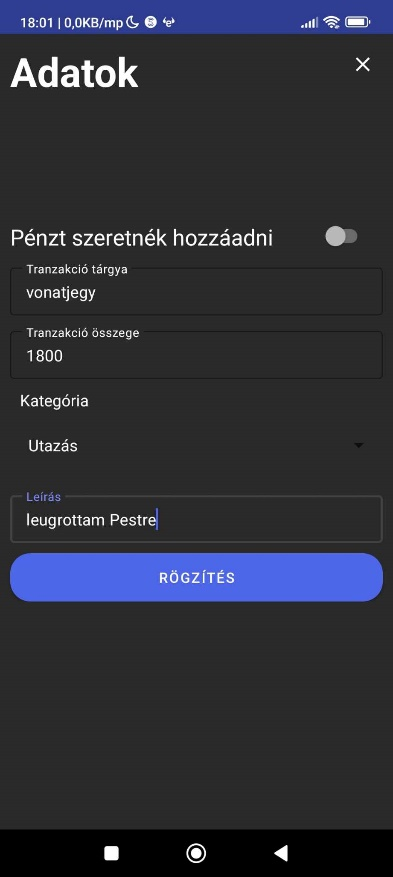 18:01 | 0,0KB/mp
Adatok
Pénzt szeretnék hozzáadni
Tranzakció tárgya
vonatjegy
Tranzakció összege
1800
Kategória
Utazás
Leírás
leugrottam Pestre
RÖGZÍTÉS